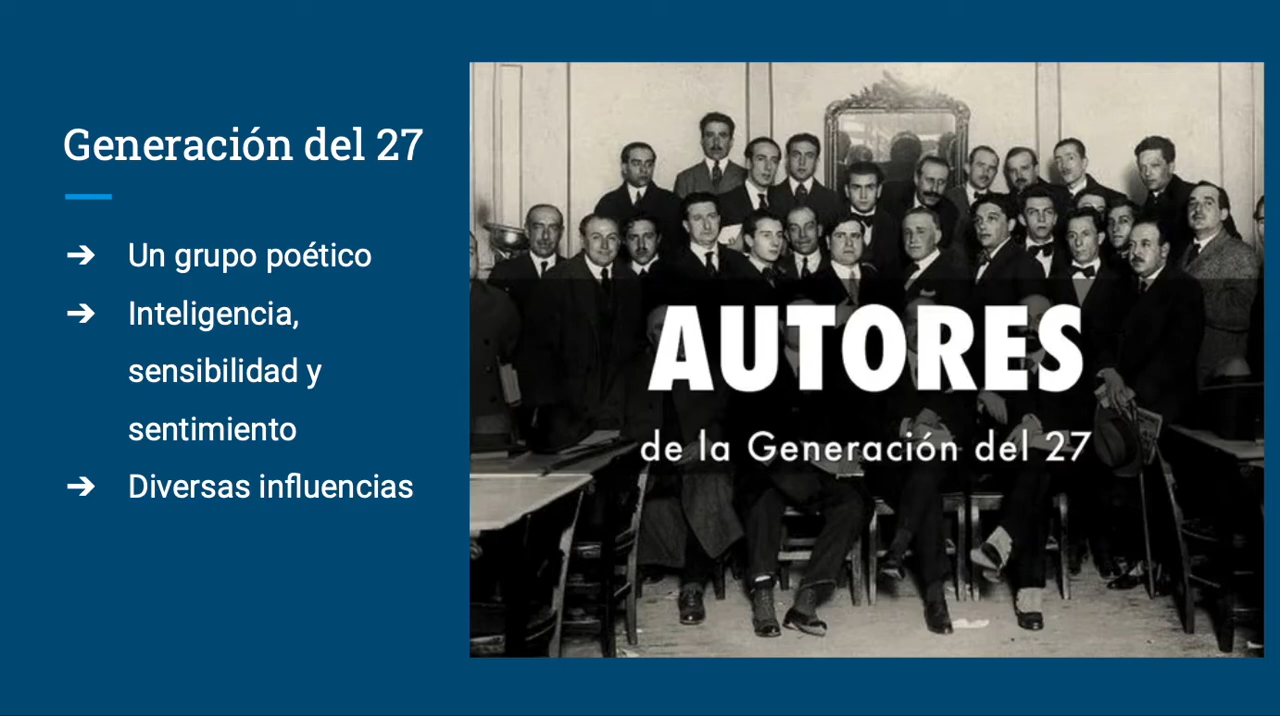 Generación del 27
➔ Un grupo poético
➔ Inteligencia,
sensibilidad y
sentimiento
➔ Diversas influencias
AUTORES
de la Generación del 27